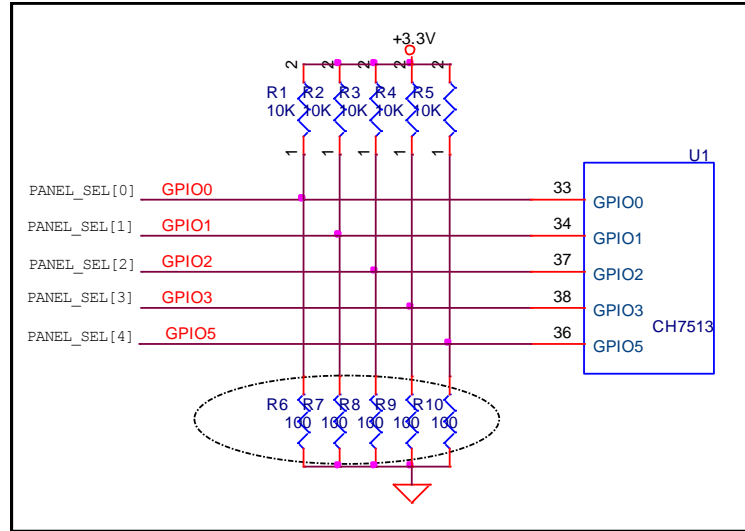 +3.3V
2 2 2 2 2
R1 R2 R3 R4 R5
10K 10K 10K 10K
1 1 1 1 1
U1
PANEL_SEL[0] GPIO0 33 GPIO0
PANEL_SEL[1] GPIO1 34 GPIO1
PANEL_SEL[2] GPIO2 37 GPIO2
PANEL_SEL[3] GPIO3 38 GPIO3
CH7513
PANEL_SEL[4] GPIO5 36 GPIO5
R6 R7 R8 R9 R10
100 100 100 100 100